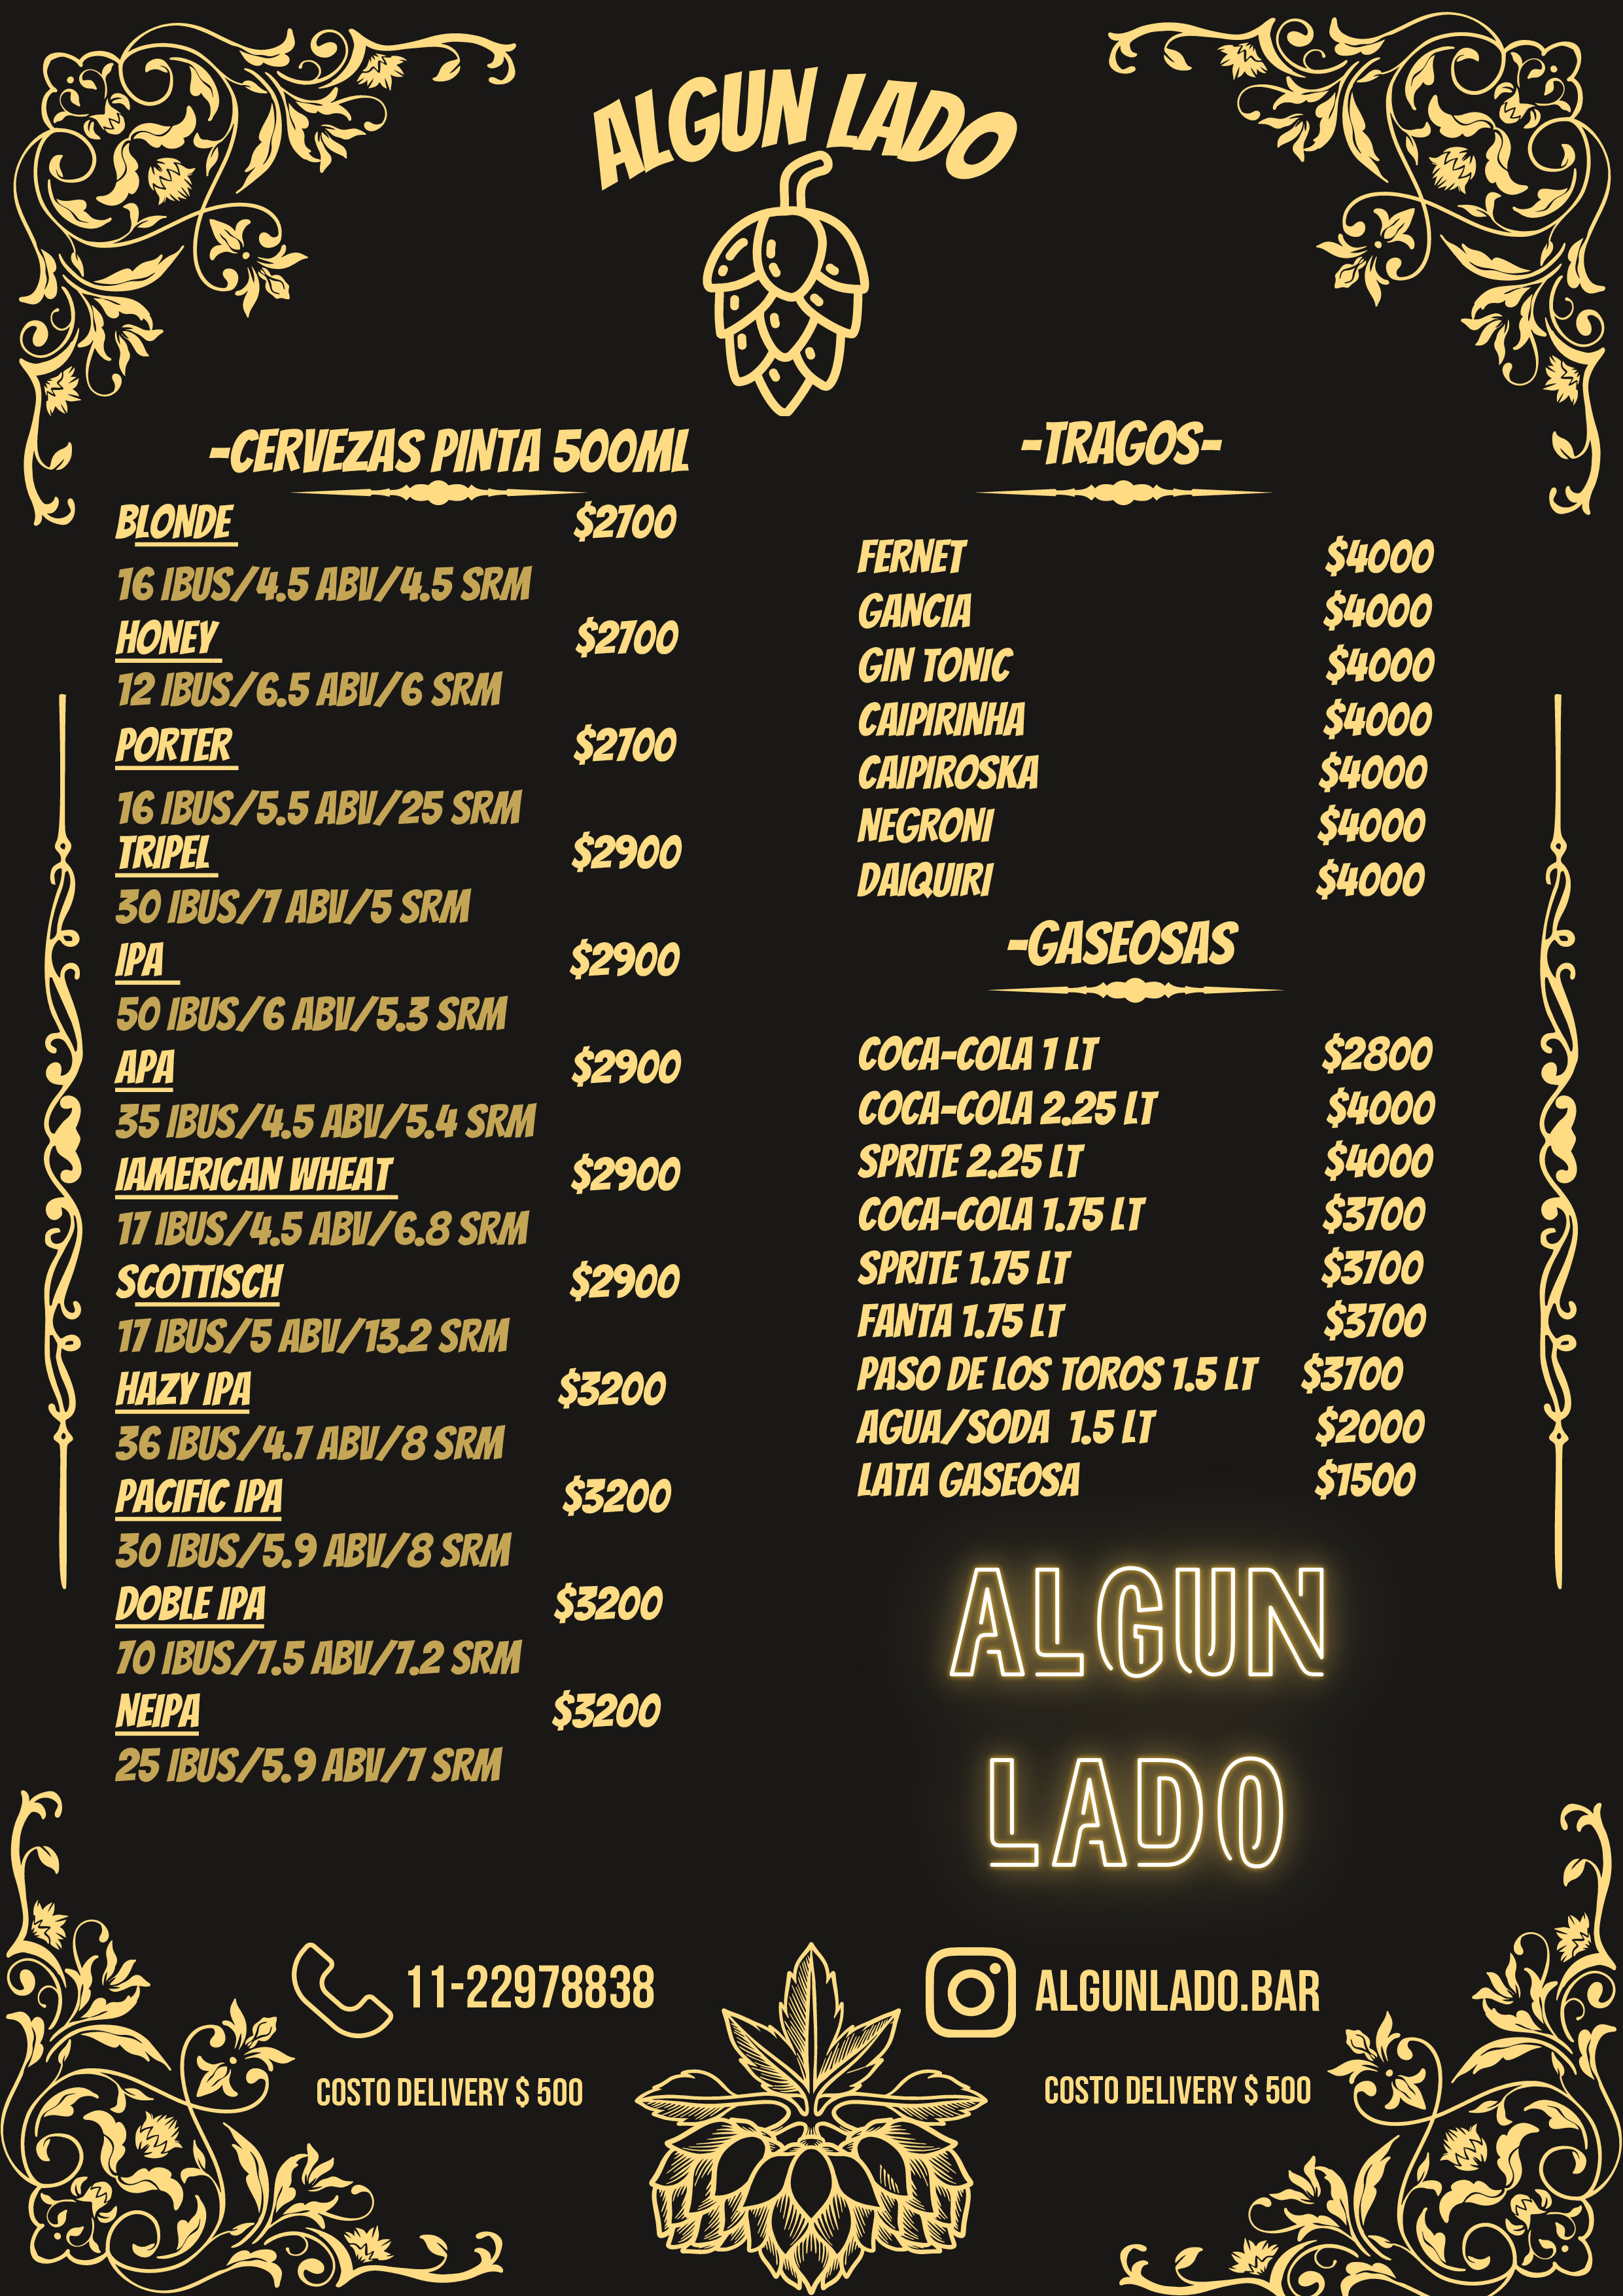 ALGUN LADO
-CERVEZAS PINTA 500ML
BLONDE $2700
16 IBUS/4.5 ABV/4.5 SRM
HONEY $2700
12 IBUS/6.5 ABV/6 SRM
PORTER $2700
16 IBUS/5.5 ABV/25 SRM
TRIPEL $2900
30 IBUS/7 ABV/5 SRM
IPA $2900
50 IBUS/6 ABV/5.3 SRM
APA $2900
35 IBUS/4.5 ABV/5.4 SRM
IAMERICAN WHEAT $2900
17 IBUS/4.5 ABV/6.8 SRM
SCOTTISCH $2900
17 IBUS/5 ABV/13.2 SRM
HAZY IPA $3200
36 IBUS/4.7 ABV/8 SRM
PACIFIC IPA $3200
30 IBUS/5.9 ABV/8 SRM
DOBLE IPA $3200
70 IBUS/7.5 ABV/7.2 SRM
NEIPA $3200
25 IBUS/5.9 ABV/7 SRM
-TRAGOS-
FERNET $4000
GANCIA $4000
GIN TONIC $4000
CAIPIRINHA $4000
CAIPIROSKA $4000
NEGRONI $4000
DAIQUIRI $4000
-GASEOSAS
COCA-COLA 1 LT $2800
COCA-COLA 2.25 LT $4000
SPRITE 2.25 LT $4000
COCA-COLA 1.75 LT $3700
SPRITE 1.75 LT $3700
FANTA 1.75 LT $3700
PASO DE LOS TOROS 1.5 LT $3700
AGUA/SODA 1.5 LT $2000
LATA GASEOSA $1500
ALGUN
LADO
11-22978838
COSTO DELIVERY $ 500
ALGUNLADO.BAR
COSTO DELIVERY $ 500